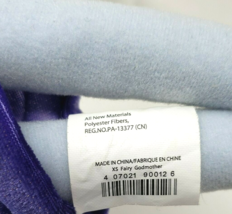 All New Materials
Polyester Fibers,
REG.NO.PA-13377 (CN)
MADE IN CHINA/FABRIQUE EN CHINE
XS Fairy Godmother
4 07021 90012 6